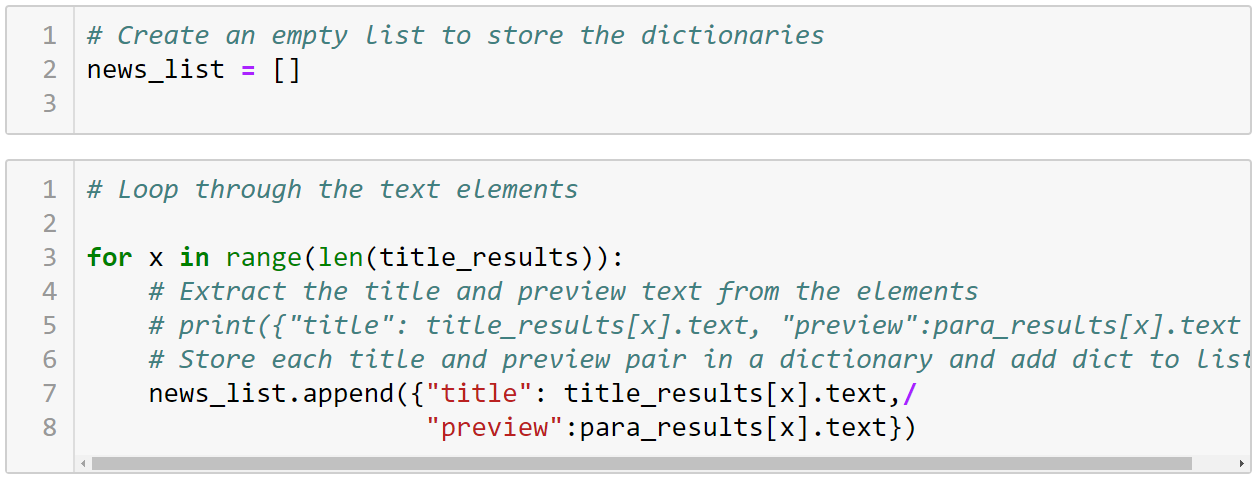 1 # Create an empty list to store the dictionaries
2 news_list = []
3
1 # Loop through the text elements
2
3 for x in range(len(title_results)):
4     # Extract the title and preview text from the elements
5     # print({"title": title_results[x].text, "preview":para_results[x].text
6     # Store each title and preview pair in a dictionary and add dict to list
7     news_list.append({"title": title_results[x].text,/
8                       "preview":para_results[x].text})